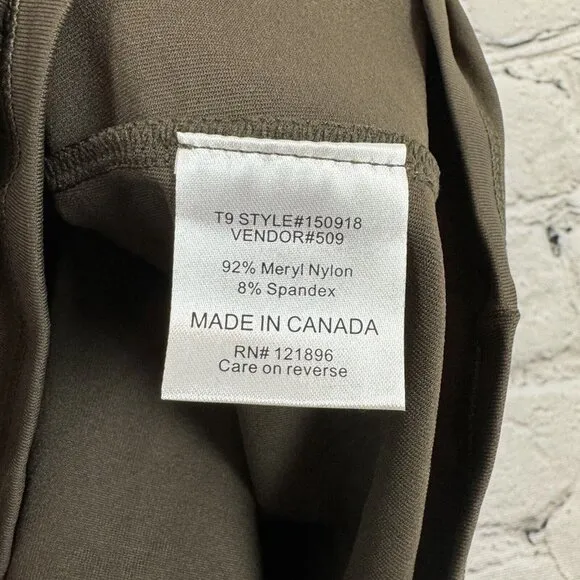 T9 STYLE#150918
VENDOR#509
92% Meryl Nylon
8% Spandex
MADE IN CANADA
RN# 121896
Care on reverse